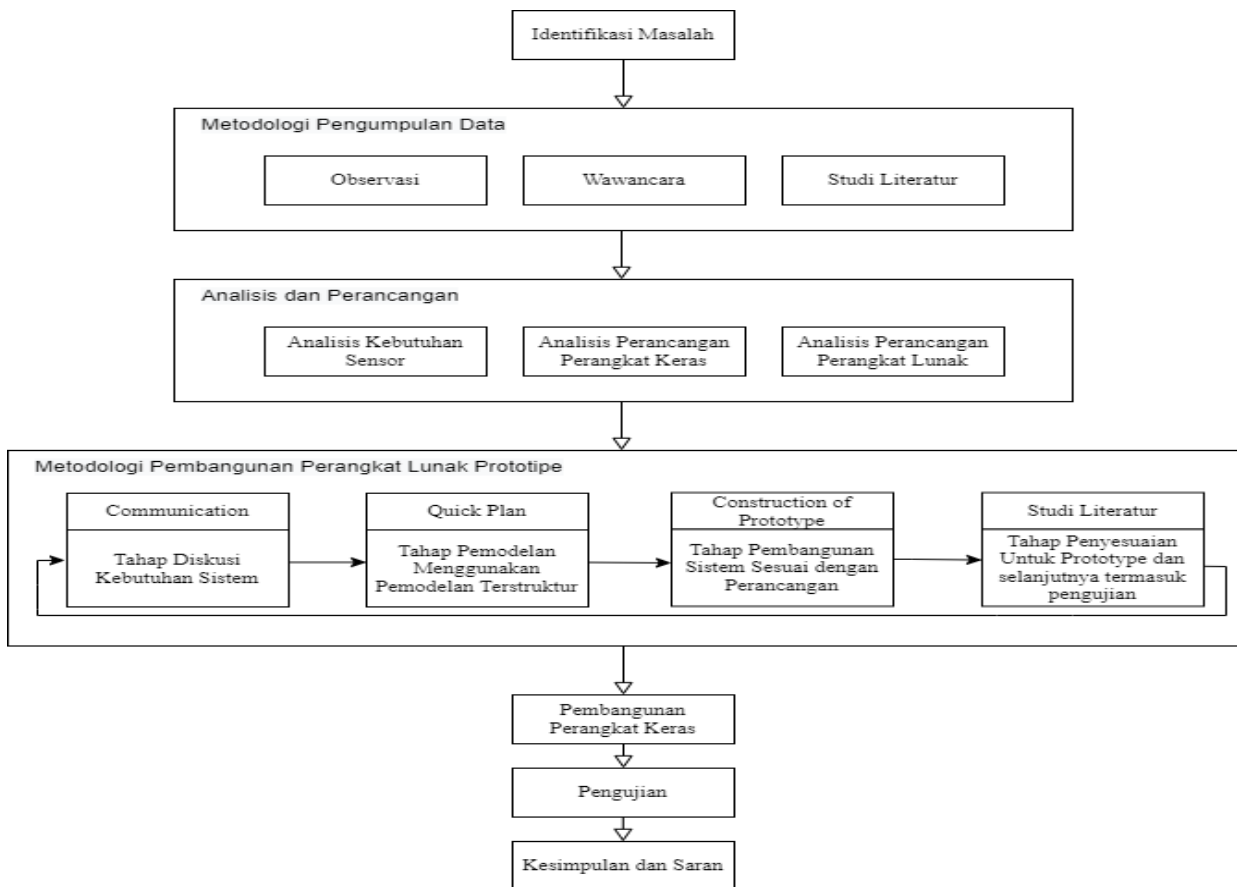 Identifikasi Masalah
Metodologi Pengumpulan Data
Observasi
Wawancara
Studi Literatur
Analisis dan Perancangan
Analisis Kebutuhan
Sensor
Analisis Perancangan
Perangkat Keras
Analisis Perancangan
Perangkat Lunak
Metodologi Pembangunan Perangkat Lunak Prototipe
Communication
Tahap Diskusi
Kebutuhan Sistem
Quick Plan
Tahap Pemodelan
Menggunakan
Pemodelan Terstruktur
Construction of
Prototype
Tahap Pembangunan
Sistem Sesuai dengan
Perancangan
Studi Literatur
Tahap Penyesuaian
Untuk Prototype dan
selanjutnya termasuk
pengujian
Pembangunan
Perangkat Keras
Pengujian
Kesimpulan dan Saran